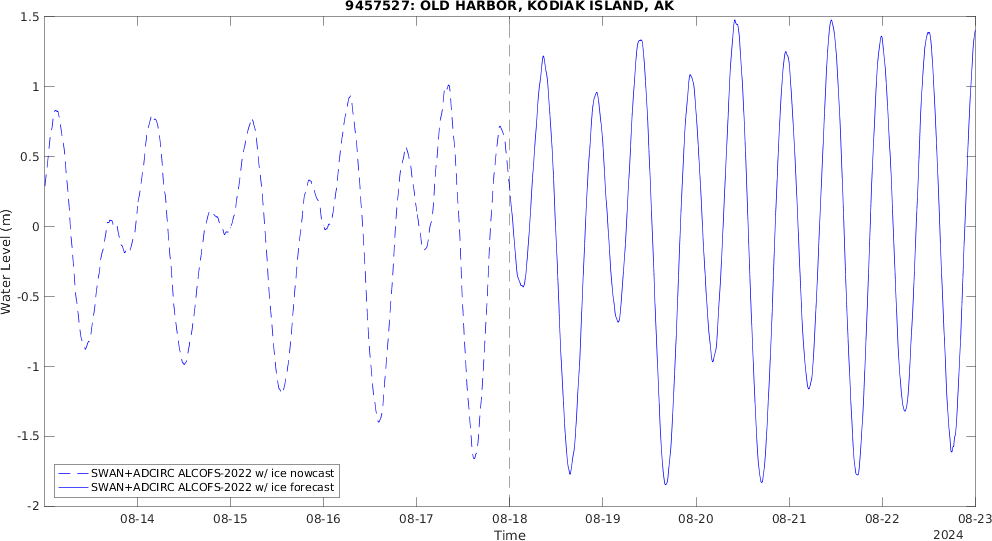 9457527: OLD HARBOR, KODIAK ISLAND, AK
1.5
1
0.5
0
-0.5
-1
-1.5
-2
Water Level (m)
SWAN+ADCIRC ALCOFS-2022 w/ ice nowcast
SWAN+ADCIRC ALCOFS-2022 w/ ice forecast
08-14 08-15 08-16 08-17 08-18 08-19 08-20 08-21 08-22 08-23
Time
2024